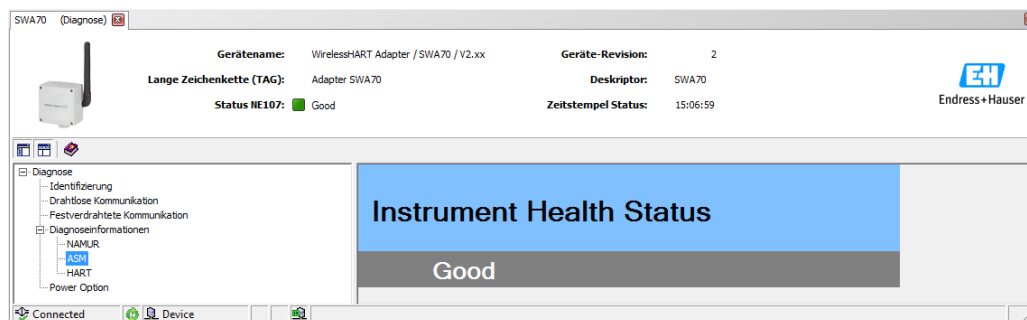 SWA70 (Diagnose)
Gerätename: WirelessHART Adapter / SWA70 / V2.xx Geräte-Revision: 2
Lange Zeichenkette (TAG): Adapter SWA70 Deskriptor: SWA70
Status NE107: Good Zeitstempel Status: 15:06:59
EH
Endress+Hauser
Diagnose
Identifizierung
Drahtlose Kommunikation
Festverdrahtete Kommunikation
Diagnoseinformationen
NAMUR
ASM
HART
Power Option
Instrument Health Status
Good
Connected Device